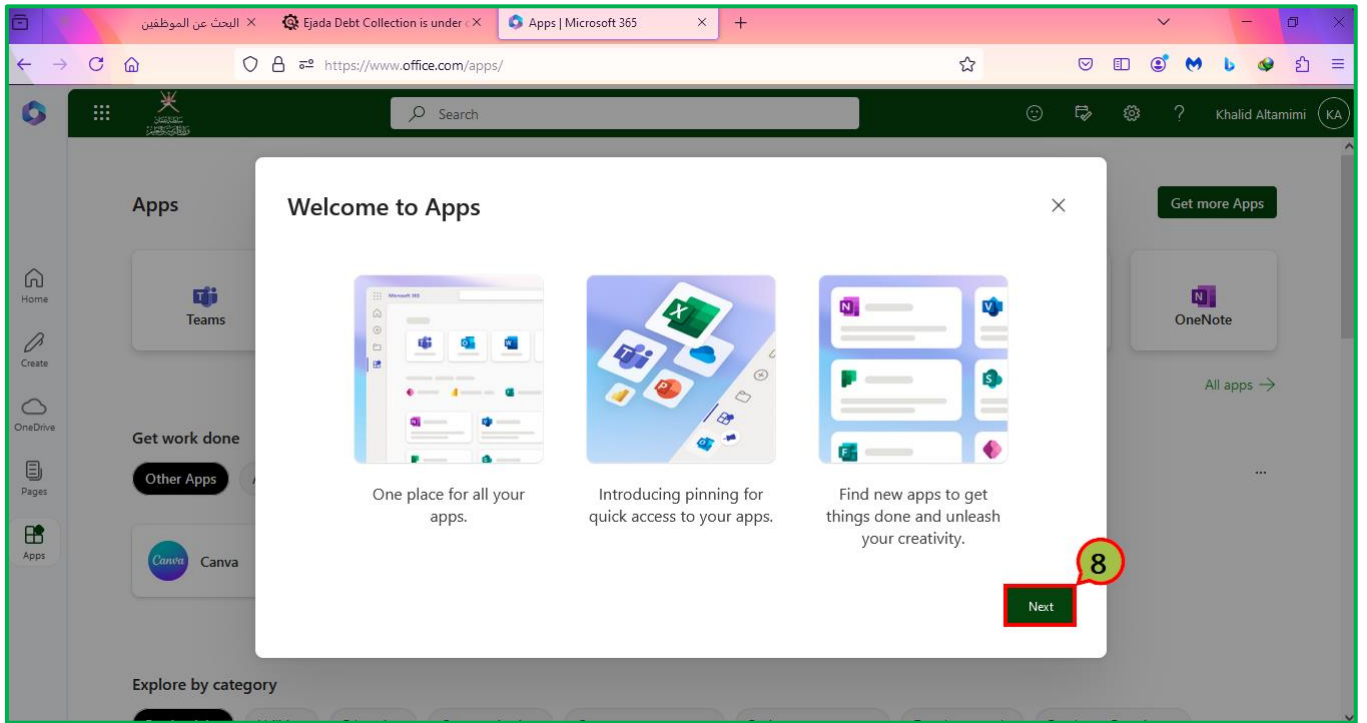 البحث عن الموظفين
Ejada Debt Collection is under c
Apps | Microsoft 365
https://www.office.com/apps/
Search
Khalid Altamimi
KA
Apps
Get more Apps
Welcome to Apps
Microsoft 365
Home
Create
OneDrive
Pages
Apps
Teams
OneNote
All apps →
One place for all your
apps.
Introducing pinning for
quick access to your apps.
Find new apps to get
things done and unleash
your creativity.
Get work done
Other Apps
Canva
Canva
8
Next
Explore by category